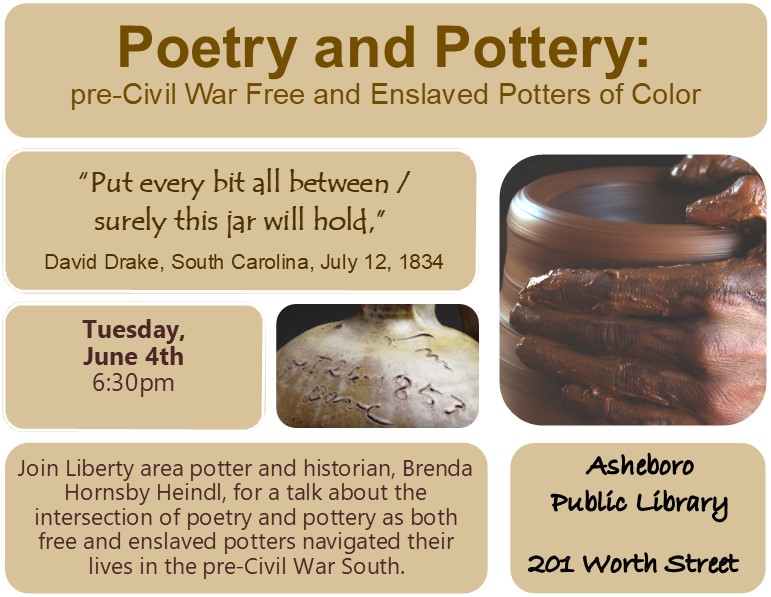 Poetry and Pottery:
pre-Civil War Free and Enslaved Potters of Color
“Put every bit all between /
surely this jar will hold,”
David Drake, South Carolina, July 12, 1834
Tuesday,
June 4th
6:30pm
1853
Dave
Join Liberty area potter and historian, Brenda
Hornsby Heindl, for a talk about the
intersection of poetry and pottery as both
free and enslaved potters navigated their
lives in the pre-Civil War South.
Asheboro
Public Library
201 Worth Street